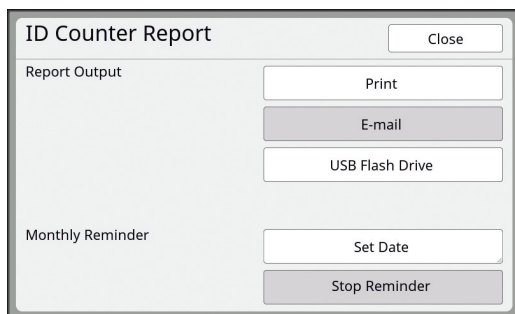 ID Counter Report
Close
Report Output
Print
E-mail
USB Flash Drive
Monthly Reminder
Set Date
Stop Reminder